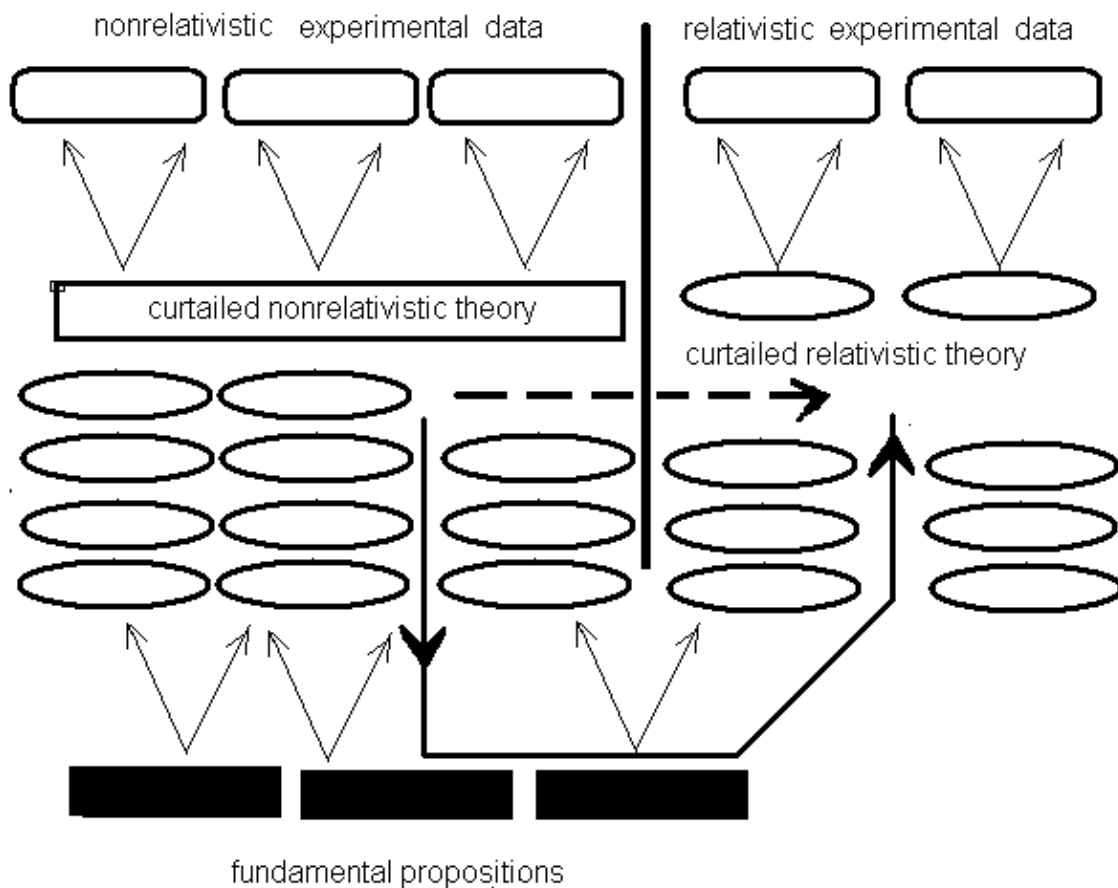 nonrelativistic experimental data
relativistic experimental data
curtailed nonrelativistic theory
curtailed relativistic theory
fundamental propositions